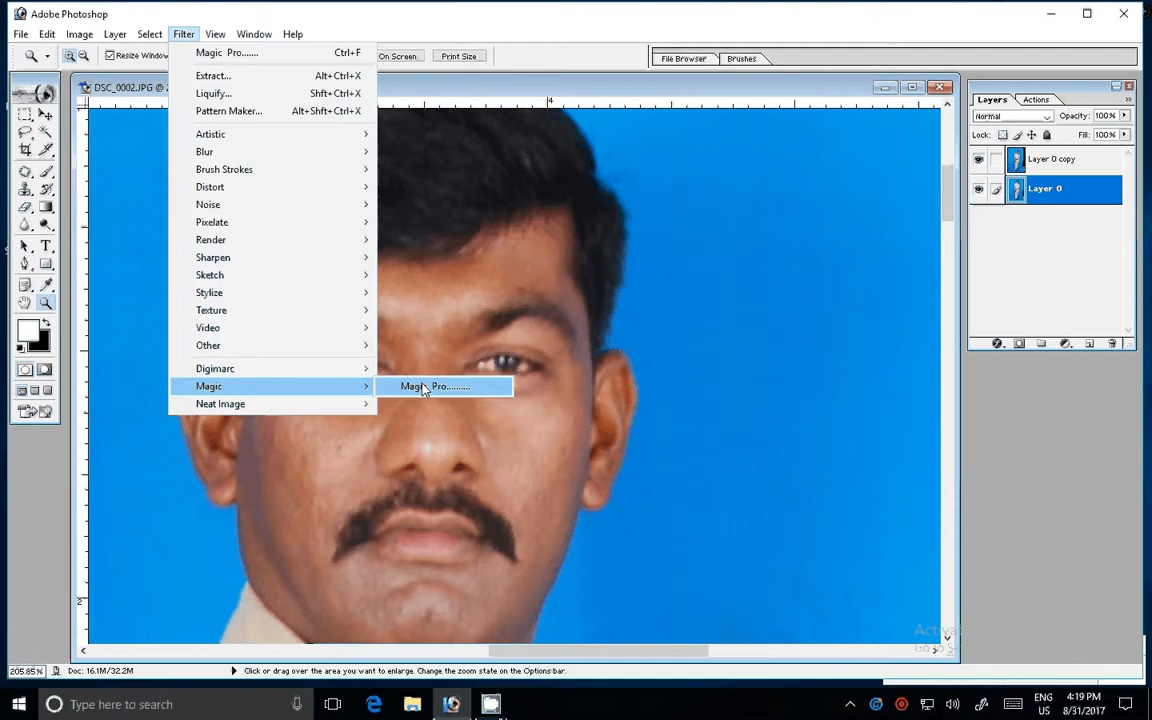 Adobe Photoshop
File Edit Image Layer Select Filter View Window Help
Resize Window
On Screen Print Size
File Browser Brushes
Magic Pro....... Ctrl+F
Extract... Alt+Ctrl+X
Liquify... Shft+Ctrl+X
Pattern Maker... Alt+Shft+Ctrl+X
Artistic
Blur
Brush Strokes
Distort
Noise
Pixelate
Render
Sharpen
Sketch
Stylize
Texture
Video
Other
Digimarc
Magic
Magic Pro..........
Neat Image
DSC_0002.JPG @
4
2
Layers Actions
Normal Opacity: 100%
Lock: Fill: 100%
Layer 0 copy
Layer 0
205.85% Doc: 16.1M/32.2M Click or drag over the area you want to enlarge. Change the zoom state on the Options bar.
Type here to search
ENG
US
4:19 PM
8/31/2017